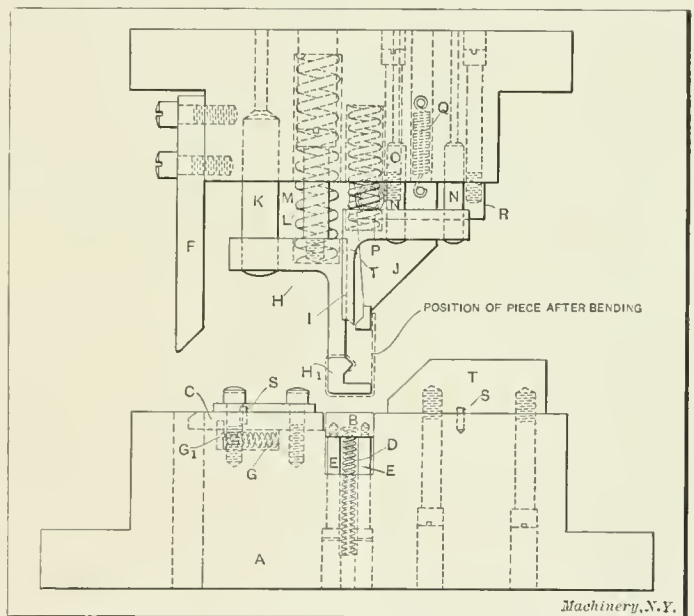 Q
O
K
M
L
N
N
R
F
P
T
J
H
I
POSITION OF PIECE AFTER BENDING
H1
T
C
S
S
B
G1
G
E
D
E
A
Machinery, N.Y.